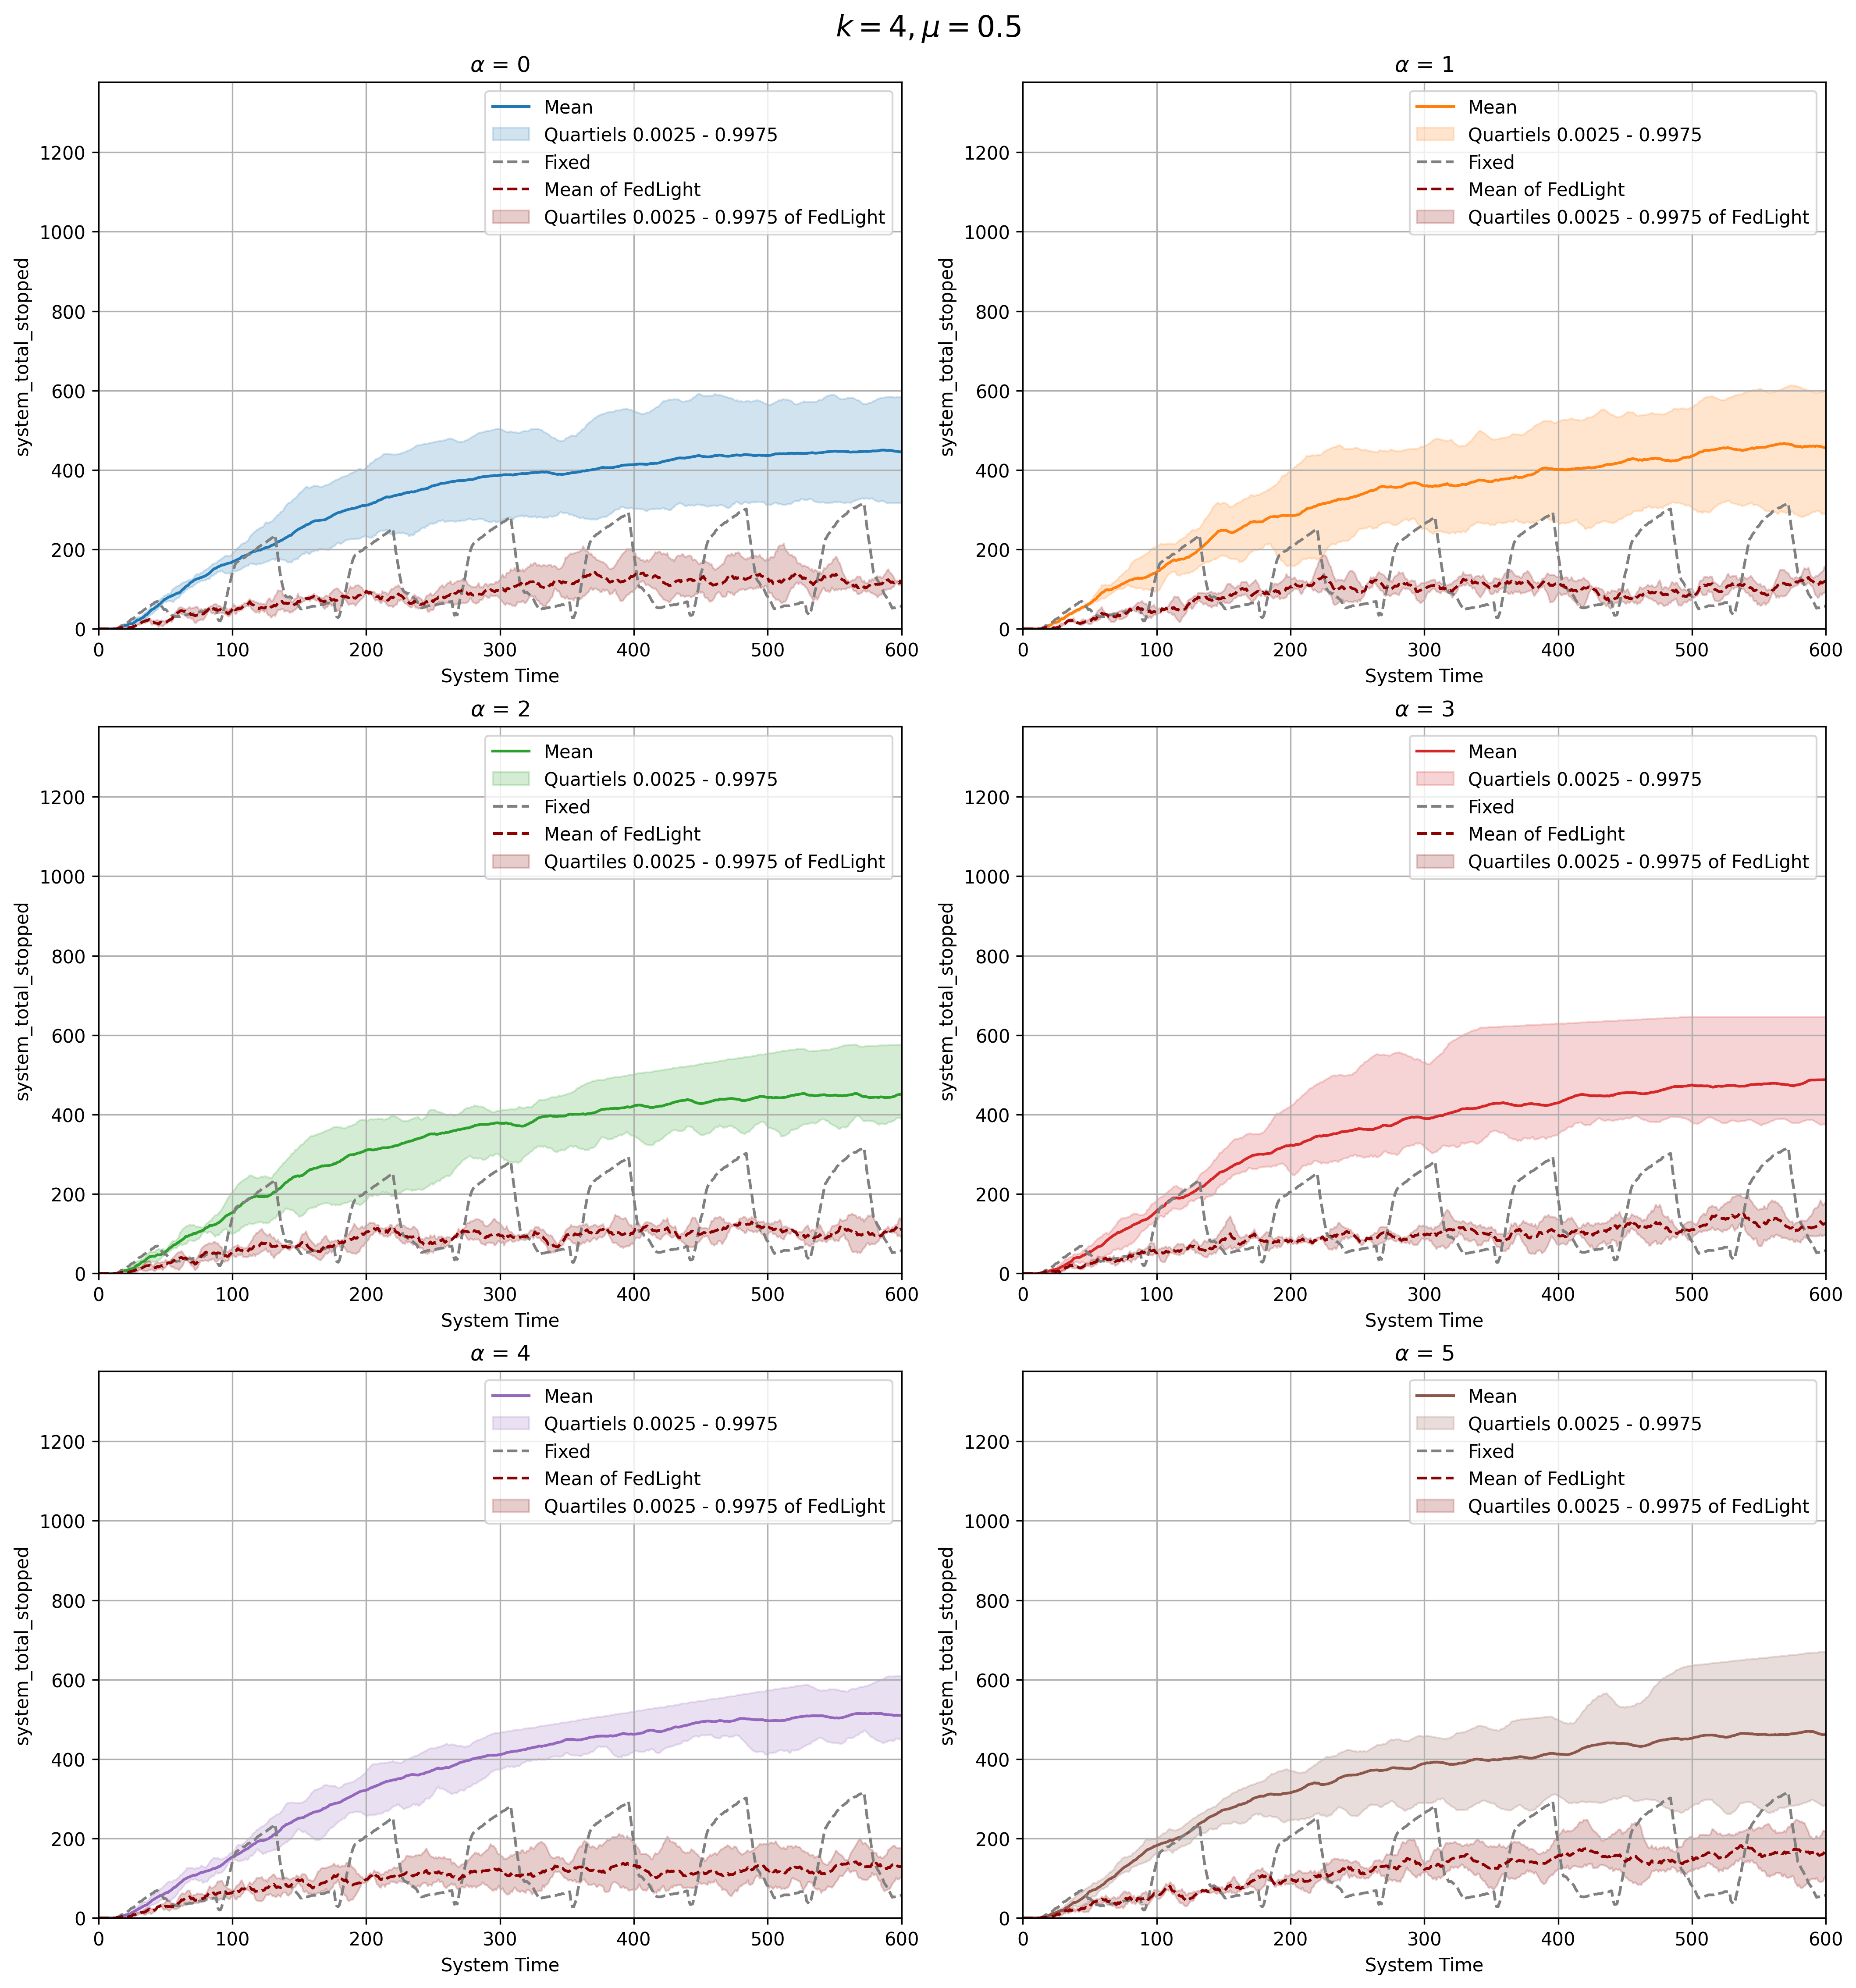 k = 4, μ = 0.5
α = 0
Mean
Quartiels 0.0025 - 0.9975
Fixed
Mean of FedLight
Quartiles 0.0025 - 0.9975 of FedLight
system_total_stopped
1200
1000
800
600
400
200
0
0 100 200 300 400 500 600
System Time
α = 1
Mean
Quartiels 0.0025 - 0.9975
Fixed
Mean of FedLight
Quartiles 0.0025 - 0.9975 of FedLight
system_total_stopped
1200
1000
800
600
400
200
0
0 100 200 300 400 500 600
System Time
α = 2
Mean
Quartiels 0.0025 - 0.9975
Fixed
Mean of FedLight
Quartiles 0.0025 - 0.9975 of FedLight
system_total_stopped
1200
1000
800
600
400
200
0
0 100 200 300 400 500 600
System Time
α = 3
Mean
Quartiels 0.0025 - 0.9975
Fixed
Mean of FedLight
Quartiles 0.0025 - 0.9975 of FedLight
system_total_stopped
1200
1000
800
600
400
200
0
0 100 200 300 400 500 600
System Time
α = 4
Mean
Quartiels 0.0025 - 0.9975
Fixed
Mean of FedLight
Quartiles 0.0025 - 0.9975 of FedLight
system_total_stopped
1200
1000
800
600
400
200
0
0 100 200 300 400 500 600
System Time
α = 5
Mean
Quartiels 0.0025 - 0.9975
Fixed
Mean of FedLight
Quartiles 0.0025 - 0.9975 of FedLight
system_total_stopped
1200
1000
800
600
400
200
0
0 100 200 300 400 500 600
System Time